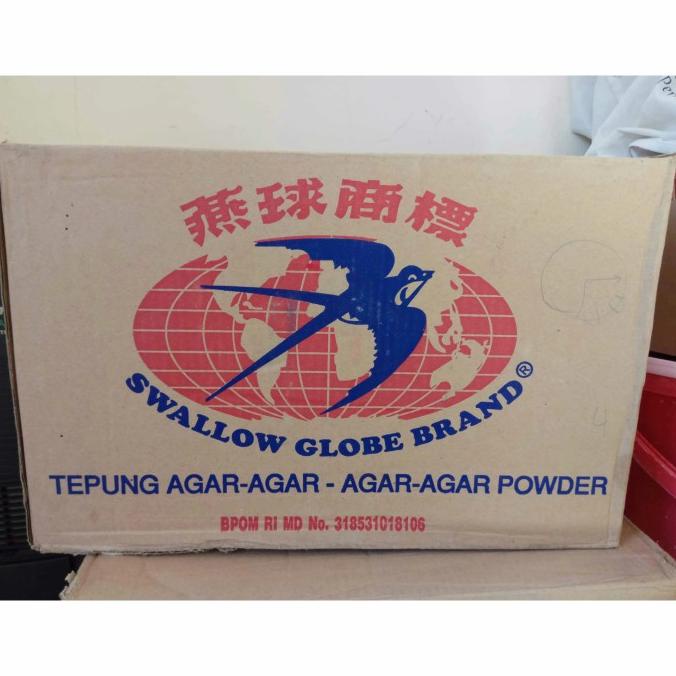 燕球商標
SWALLOW GLOBE BRAND®
TEPUNG AGAR-AGAR - AGAR-AGAR POWDER
BPOM RI MD No. 318531018106